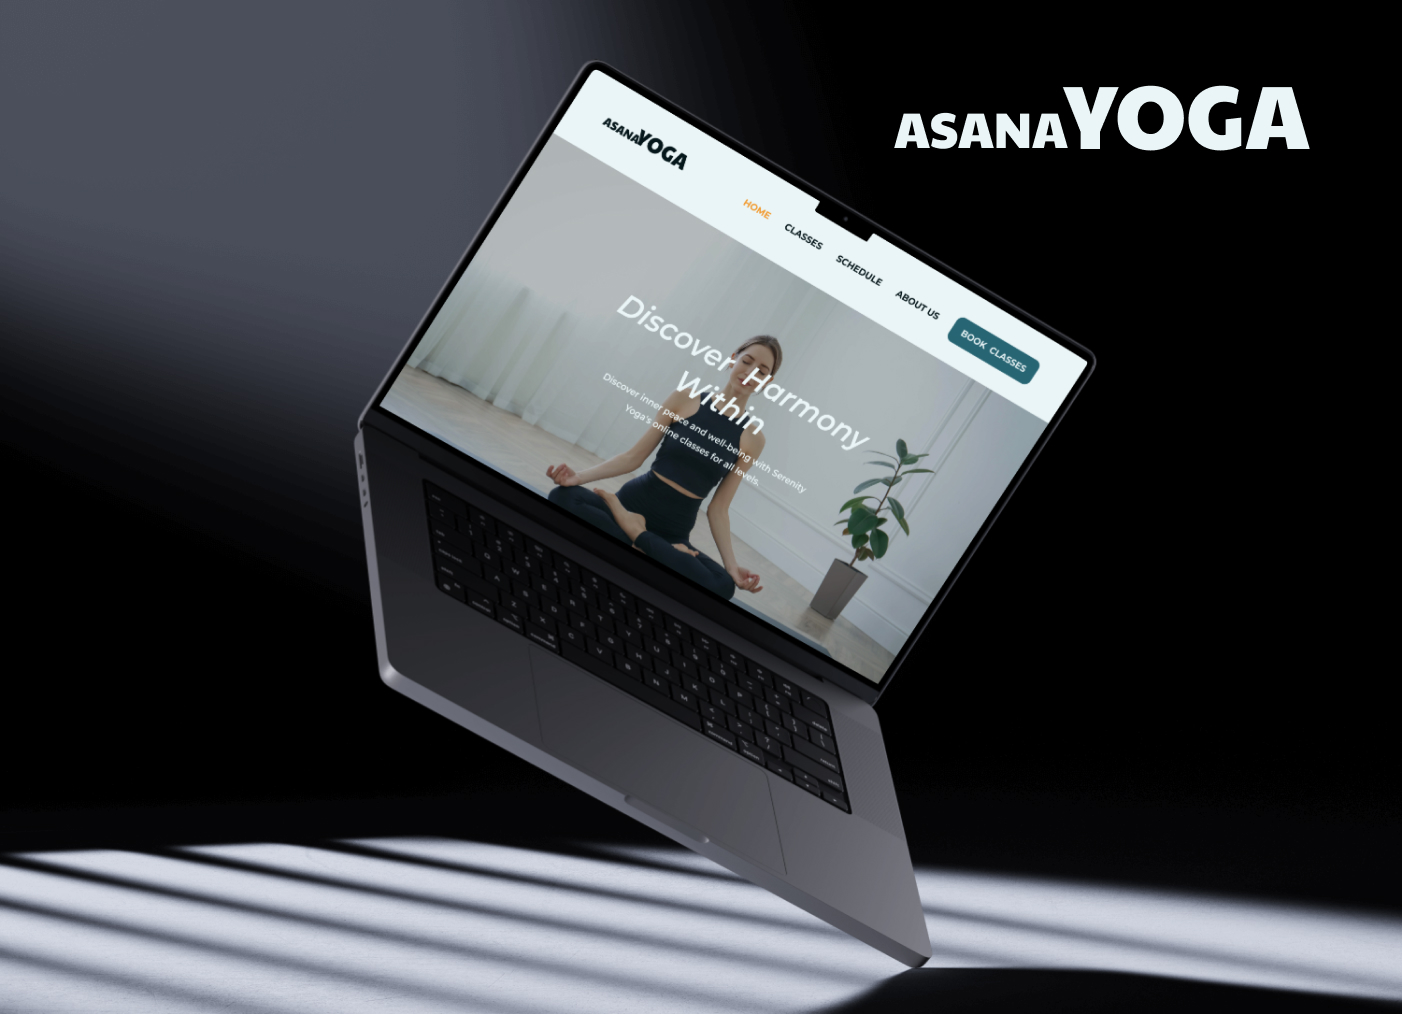 ASANAYOGA
ASANAYOGA
HOME
CLASSES
SCHEDULE
ABOUT US
BOOK CLASSES
Discover Harmony
Within
Discover inner peace and well-being with Serenity
Yoga's online classes for all levels.